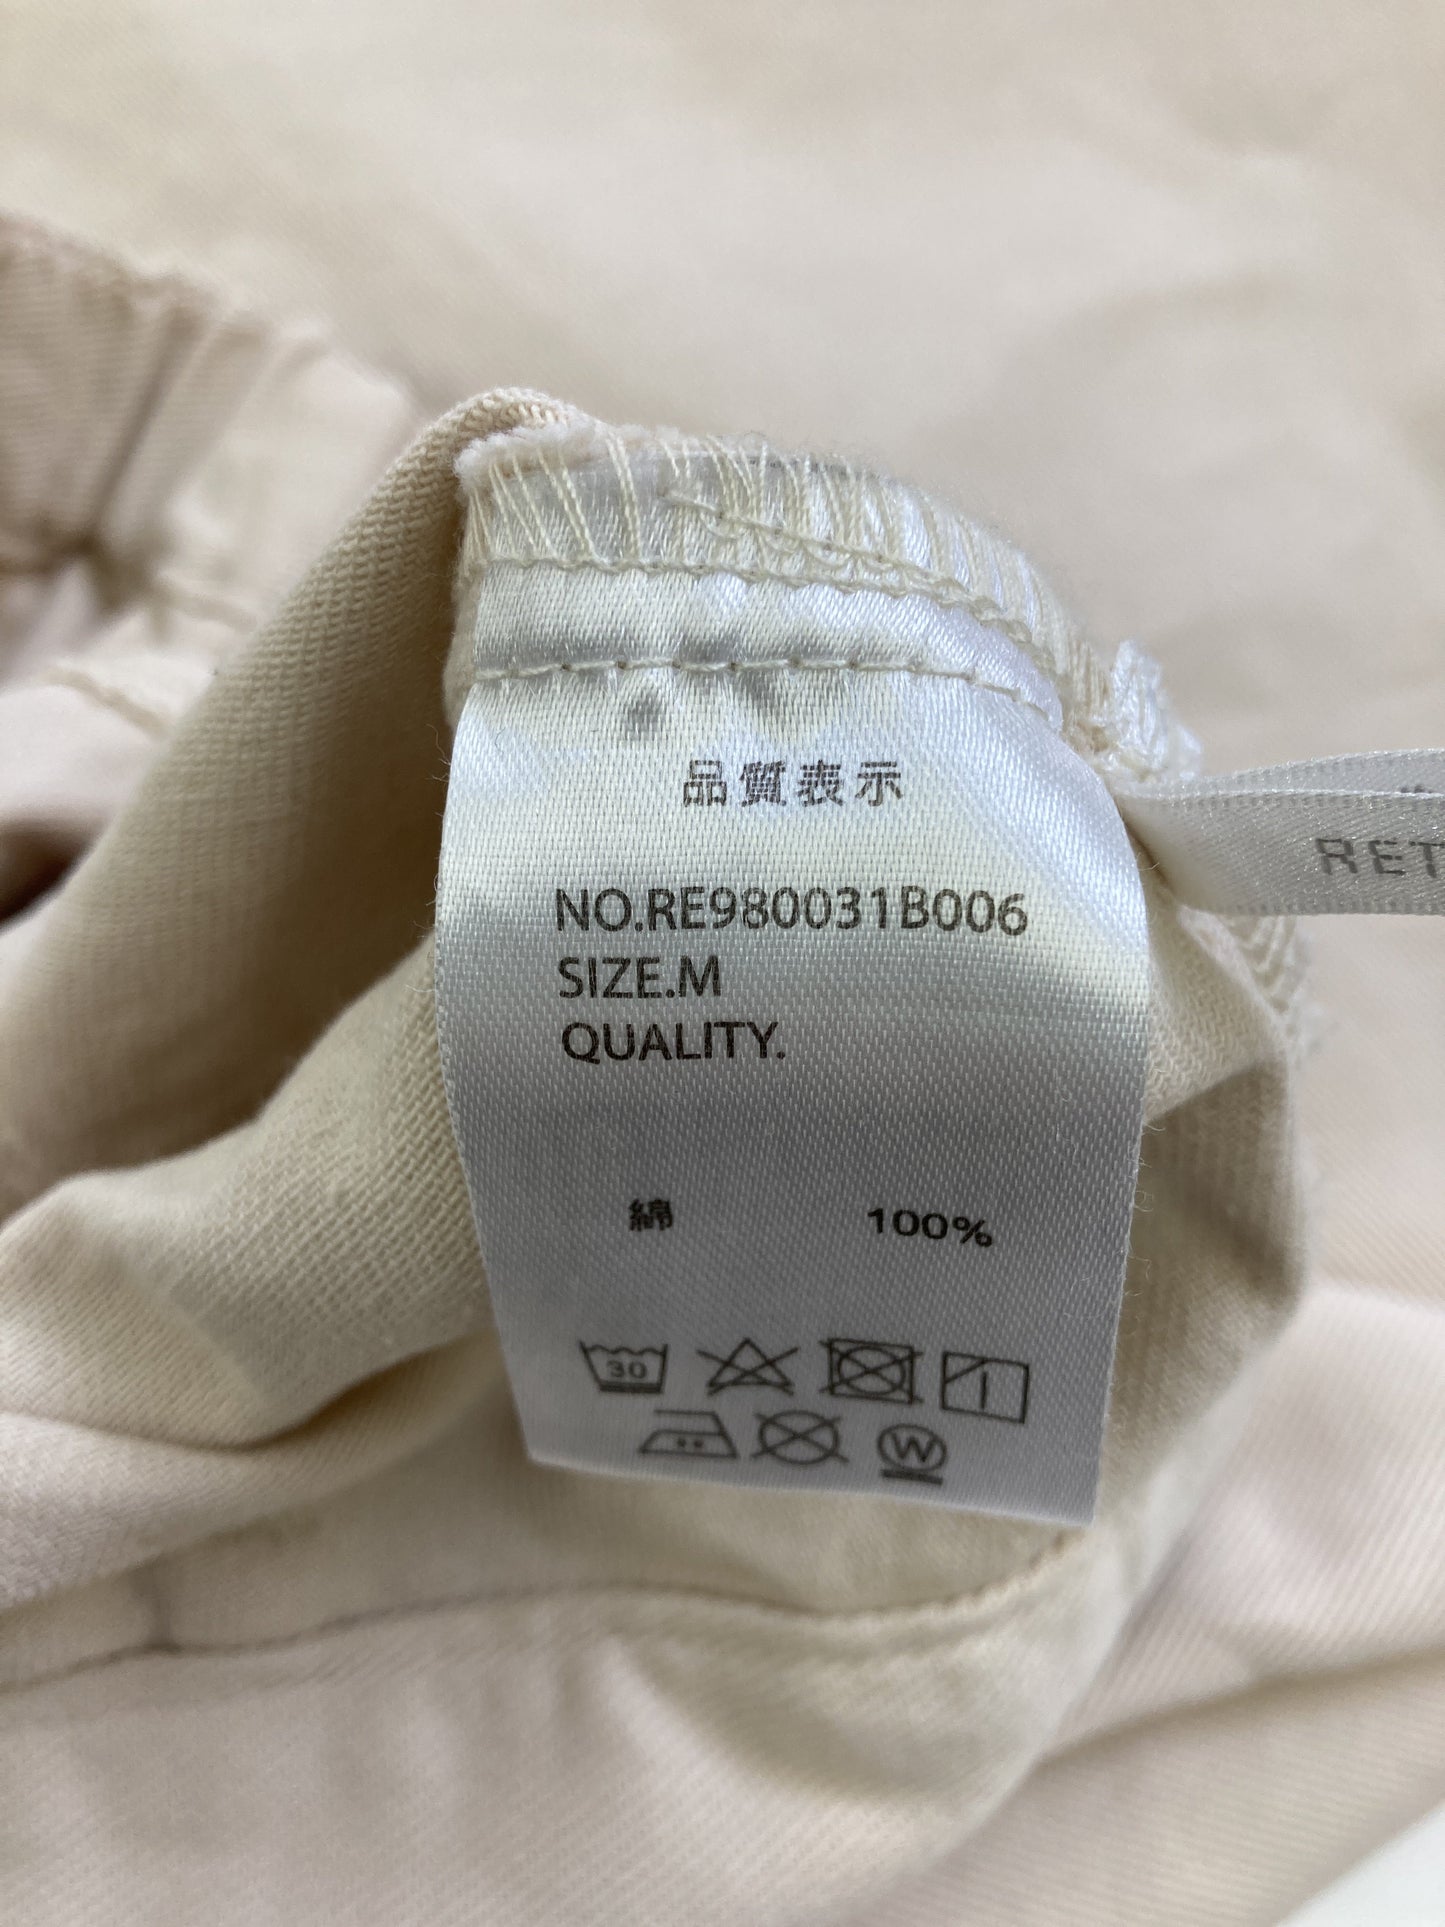 品質表示
RET
NO.RE980031B006
SIZE.M
QUALITY.
綿 100%
30
W